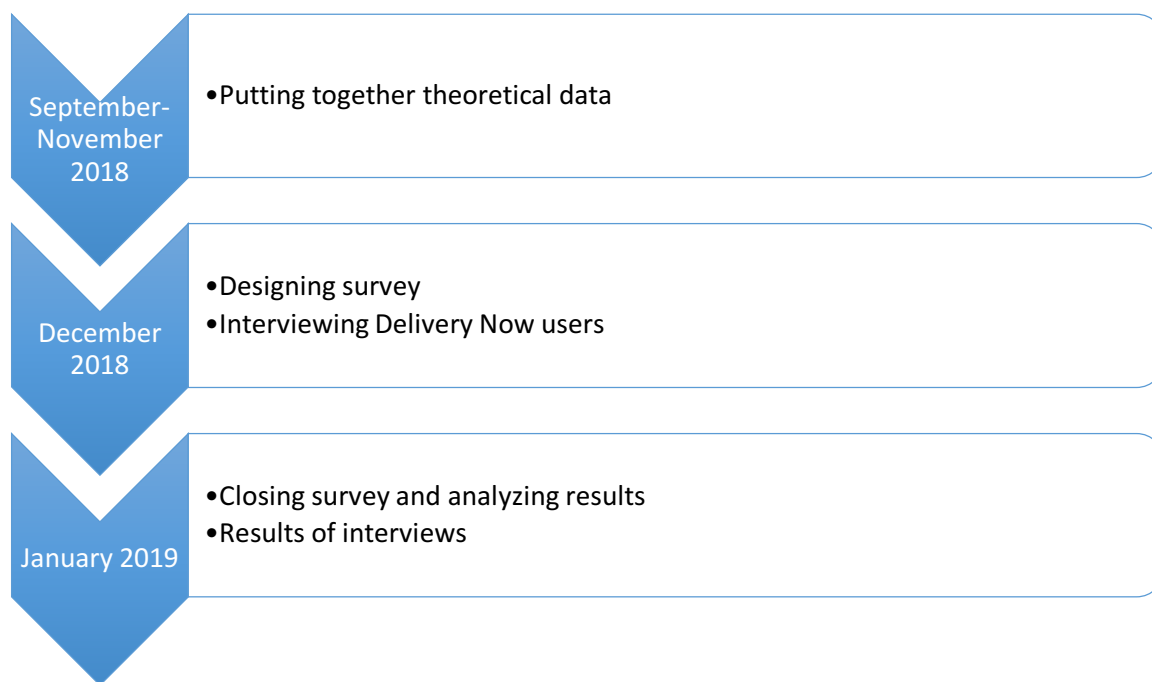 September-
November
2018
•Putting together theoretical data
December
2018
•Designing survey
•Interviewing Delivery Now users
January 2019
•Closing survey and analyzing results
•Results of interviews